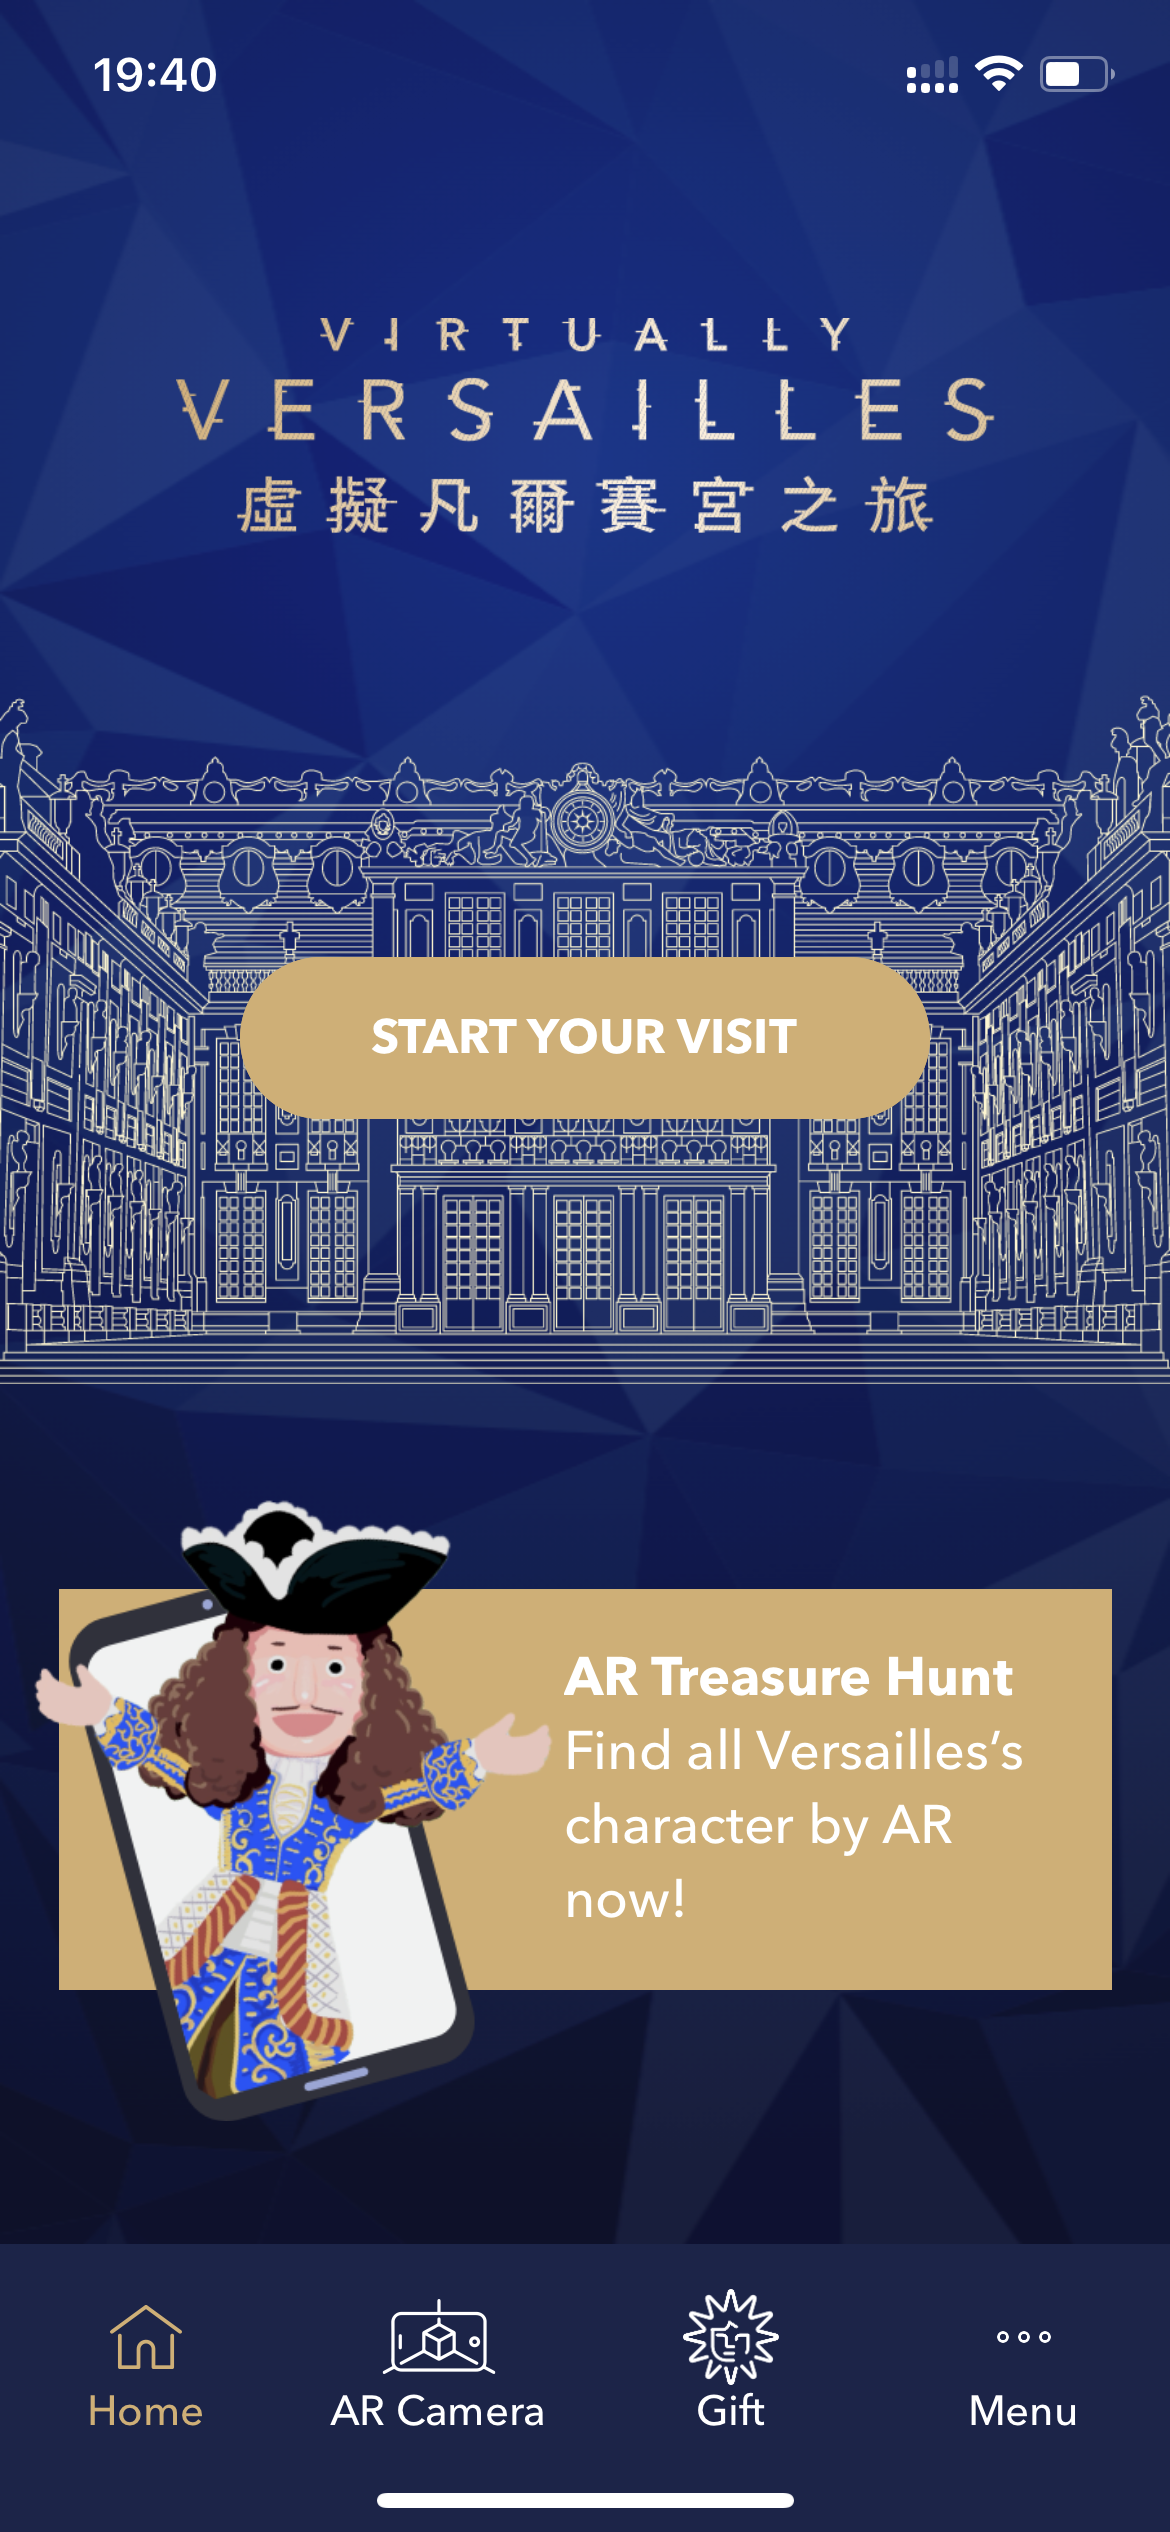 19:40
VIRTUALLY
VERSAILLES
虛擬凡爾賽宮之旅
START YOUR VISIT
AR Treasure Hunt
Find all Versailles’s
character by AR
now!
Home
AR Camera
Gift
Menu